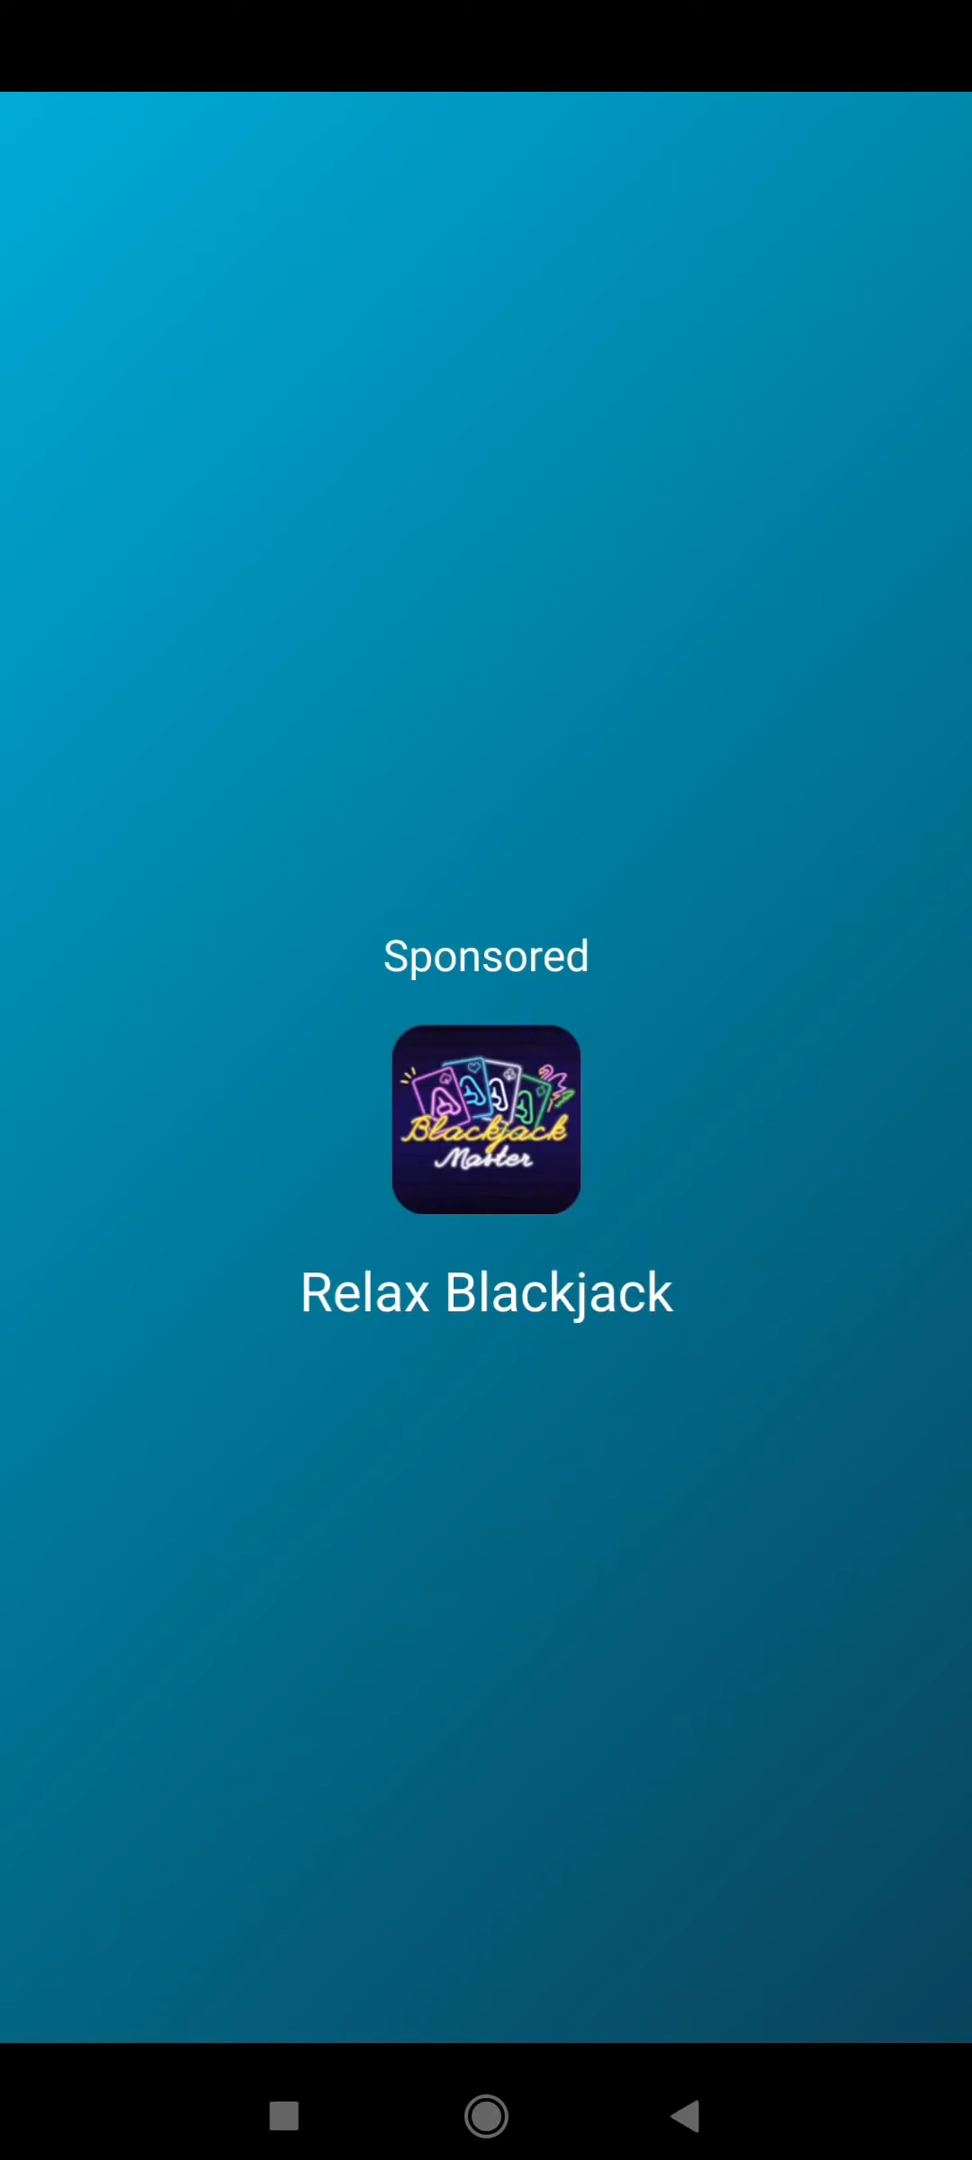 Sponsored
A A A A
Blackjack
Master
Relax Blackjack